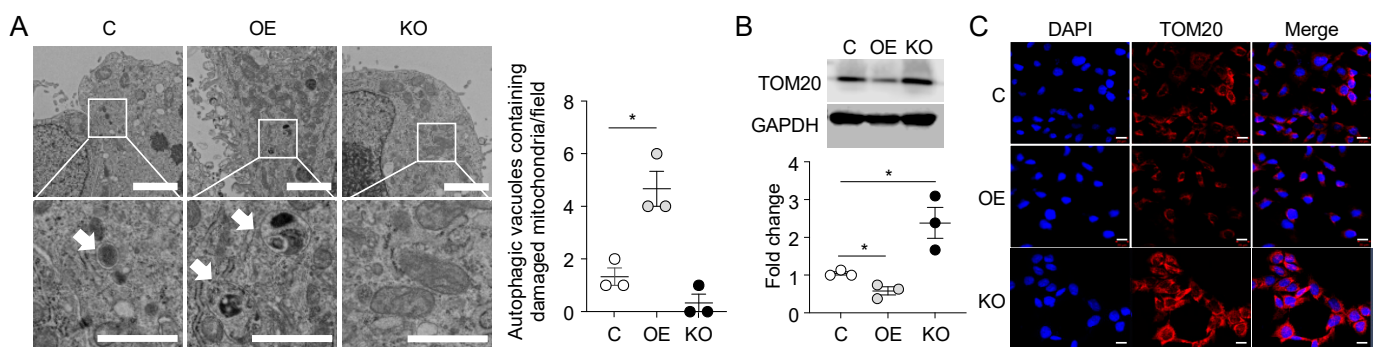 A
C
OE
KO
Autophagic vacuoles containing
damaged mitochondria/field
8
6
4
2
0
*
C
OE
KO
B
C OE KO
TOM20
GAPDH
Fold change
4
3
2
1
0
*
*
C
OE
KO
C
DAPI
TOM20
Merge
C
OE
KO